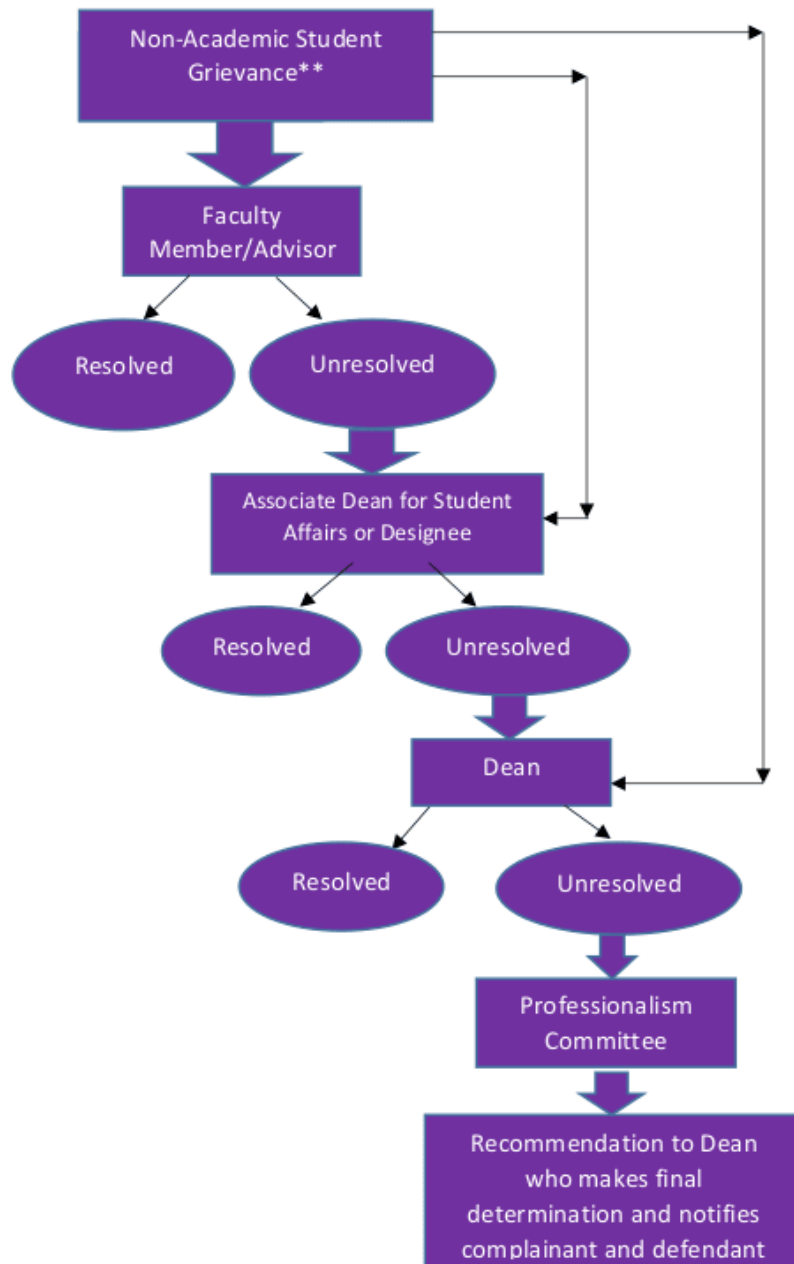 Non-Academic Student
Grievance**
Faculty
Member/Advisor
Resolved
Unresolved
Associate Dean for Student
Affairs or Designee
Resolved
Unresolved
Dean
Resolved
Unresolved
Professionalism
Committee
Recommendation to Dean
who makes final
determination and notifies
complainant and defendant